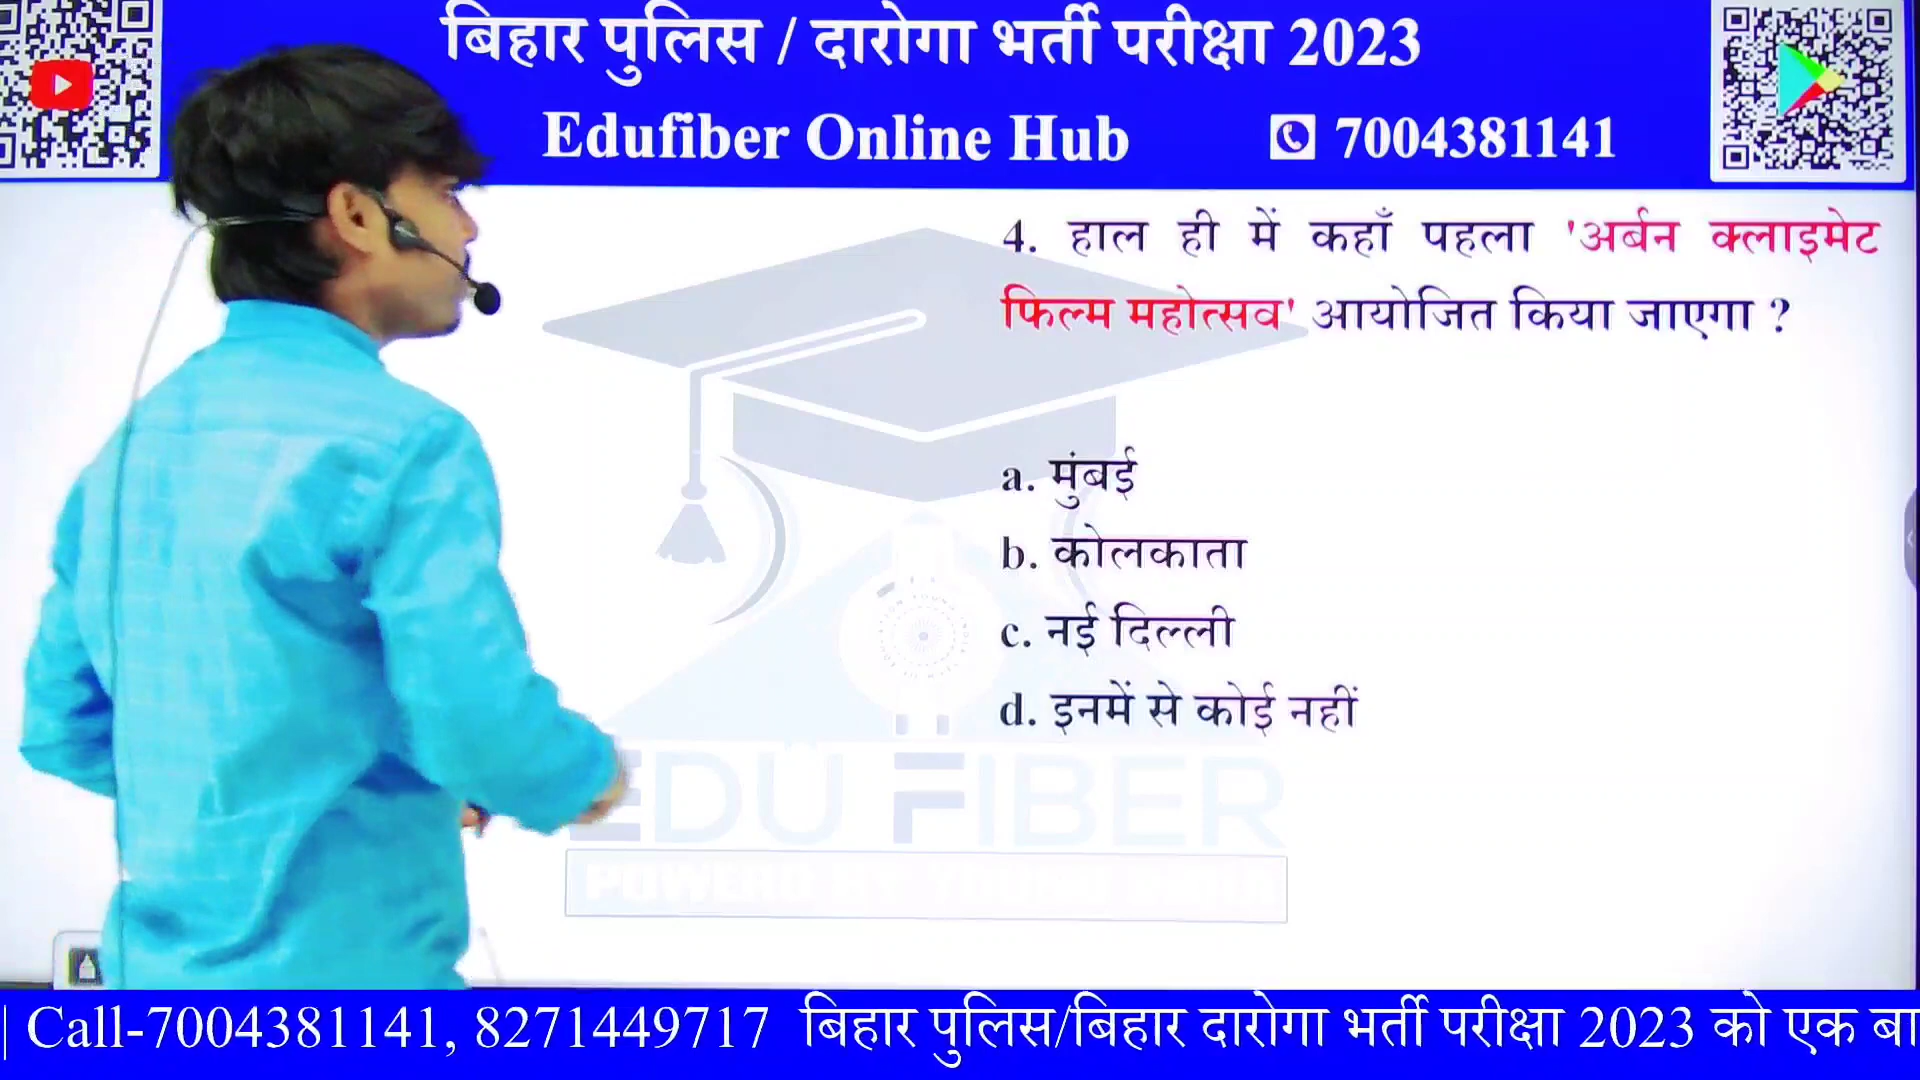 बिहार पुलिस / दारोगा भर्ती परीक्षा 2023
Edufiber Online Hub
7004381141
4. हाल ही में कहाँ पहला 'अर्बन क्लाइमेट
फिल्म महोत्सव' आयोजित किया जाएगा ?
a. मुंबई
b. कोलकाता
c. नई दिल्ली
d. इनमें से कोई नहीं
EDU FIBER
| Call-7004381141, 8271449717 बिहार पुलिस/बिहार दारोगा भर्ती परीक्षा 2023 को एक बा